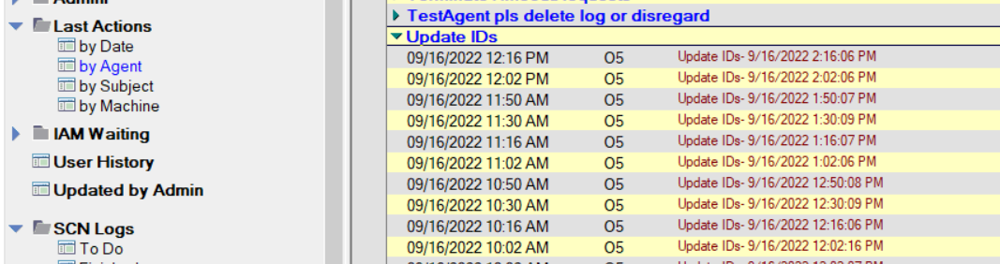 Admin
Last Actions
by Date
by Agent
by Subject
by Machine
IAM Waiting
User History
Updated by Admin
SCN Logs
To Do
TestAgent pls delete log or disregard
Update IDs
09/16/2022 12:16 PM O5 Update IDs- 9/16/2022 2:16:06 PM
09/16/2022 12:02 PM O5 Update IDs- 9/16/2022 2:02:06 PM
09/16/2022 11:50 AM O5 Update IDs- 9/16/2022 1:50:07 PM
09/16/2022 11:30 AM O5 Update IDs- 9/16/2022 1:30:09 PM
09/16/2022 11:16 AM O5 Update IDs- 9/16/2022 1:16:07 PM
09/16/2022 11:02 AM O5 Update IDs- 9/16/2022 1:02:06 PM
09/16/2022 10:50 AM O5 Update IDs- 9/16/2022 12:50:08 PM
09/16/2022 10:30 AM O5 Update IDs- 9/16/2022 12:30:09 PM
09/16/2022 10:16 AM O5 Update IDs- 9/16/2022 12:16:06 PM
09/16/2022 10:02 AM O5 Update IDs- 9/16/2022 12:02:16 PM